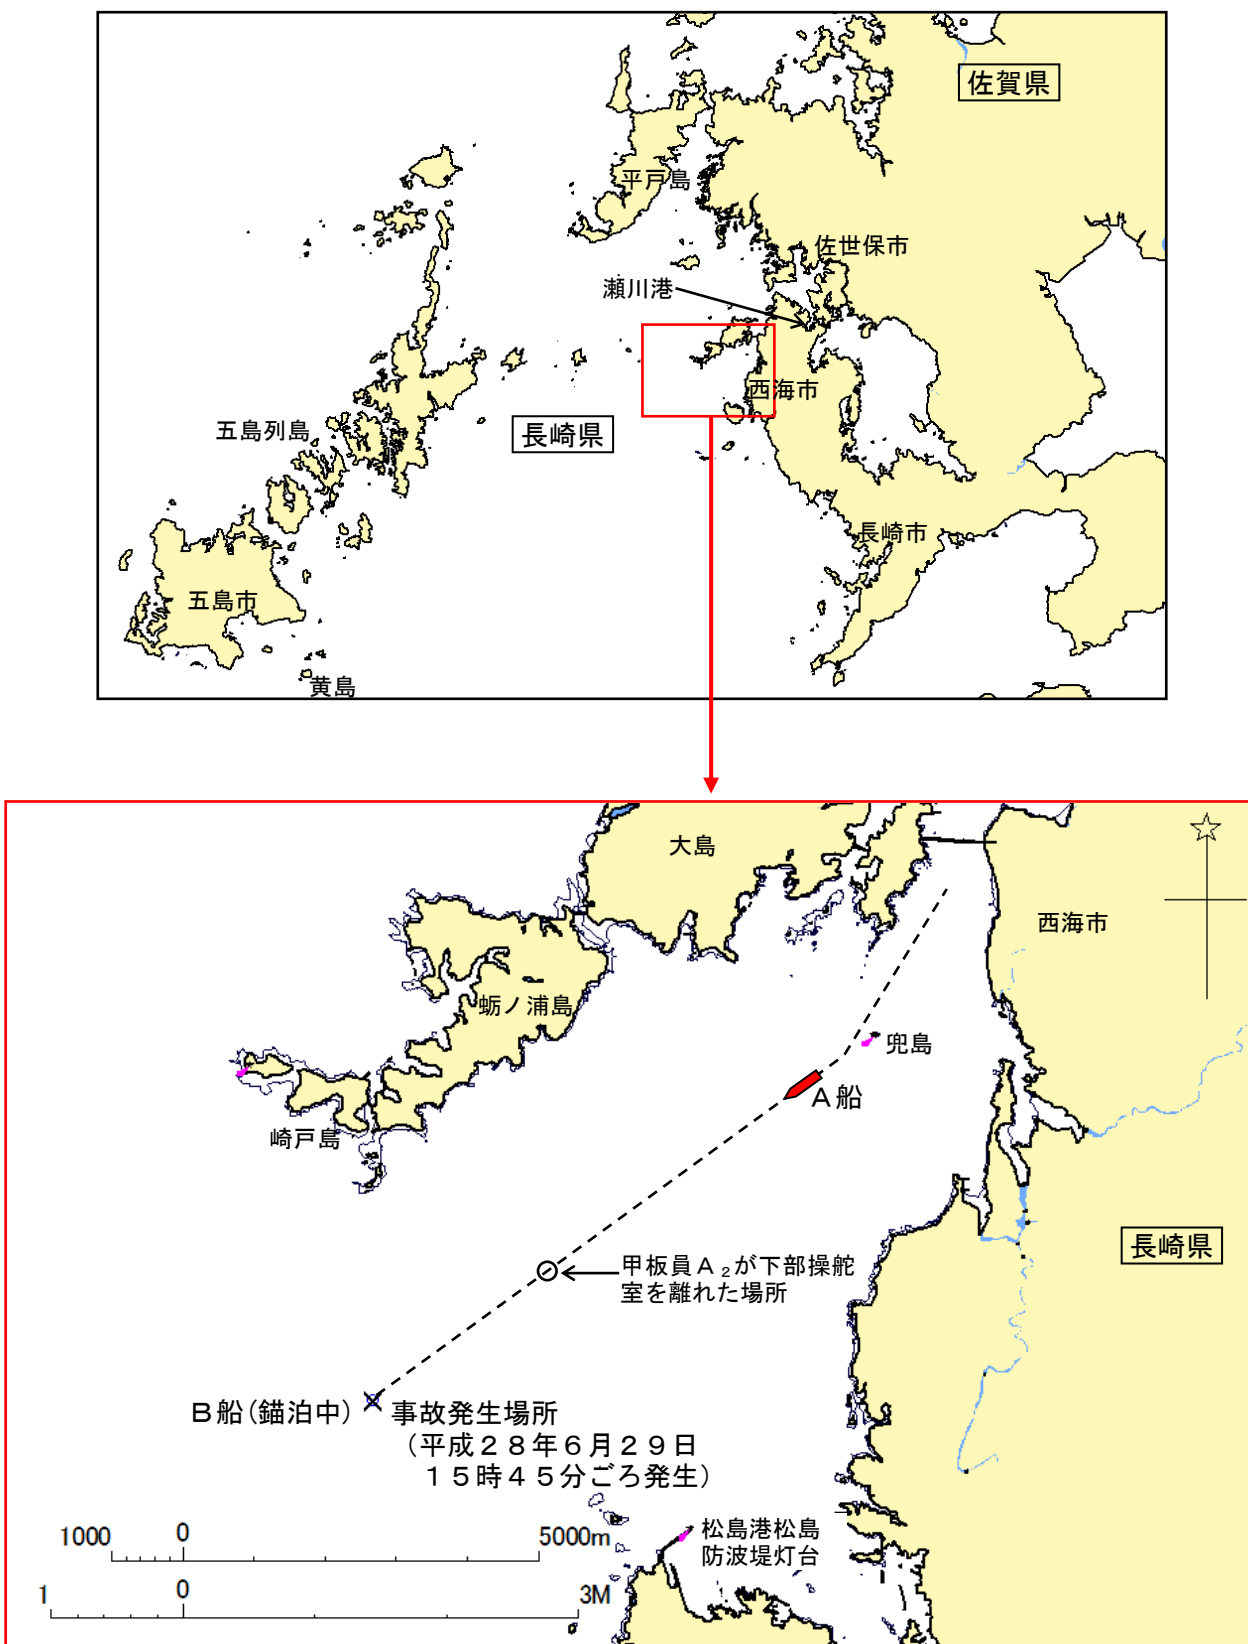 佐賀県
平戸島
佐世保市
瀬川港
西海市
五島列島
長崎県
長崎市
五島市
黄島
大島
西海市
蛎ノ浦島
兜島
A船
崎戸島
長崎県
甲板員A₂が下部操舵
室を離れた場所
B船(錨泊中)
事故発生場所
(平成28年6月29日
15時45分ごろ発生)
松島港松島
防波堤灯台
1000 0 5000m
1 0 3M